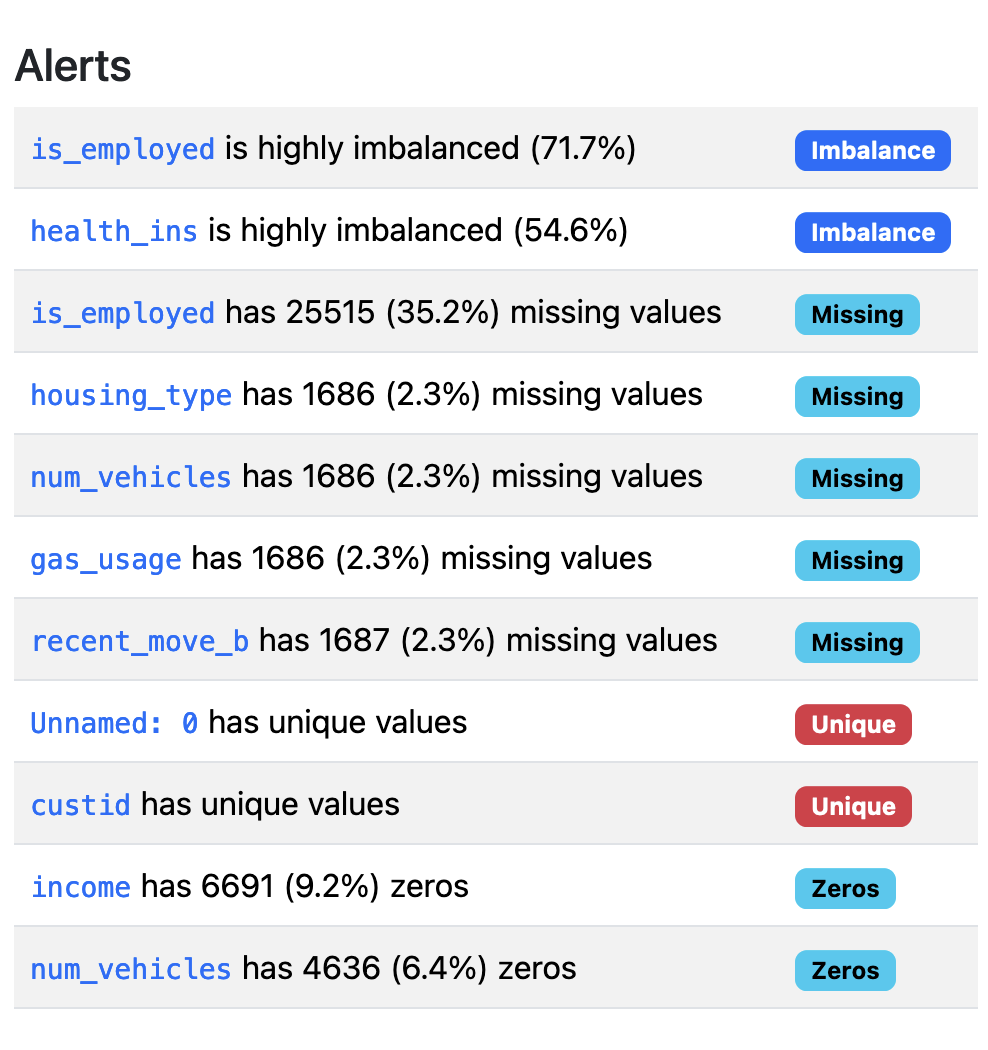 Alerts
is_employed is highly imbalanced (71.7%) Imbalance
health_ins is highly imbalanced (54.6%) Imbalance
is_employed has 25515 (35.2%) missing values Missing
housing_type has 1686 (2.3%) missing values Missing
num_vehicles has 1686 (2.3%) missing values Missing
gas_usage has 1686 (2.3%) missing values Missing
recent_move_b has 1687 (2.3%) missing values Missing
Unnamed: 0 has unique values Unique
custid has unique values Unique
income has 6691 (9.2%) zeros Zeros
num_vehicles has 4636 (6.4%) zeros Zeros